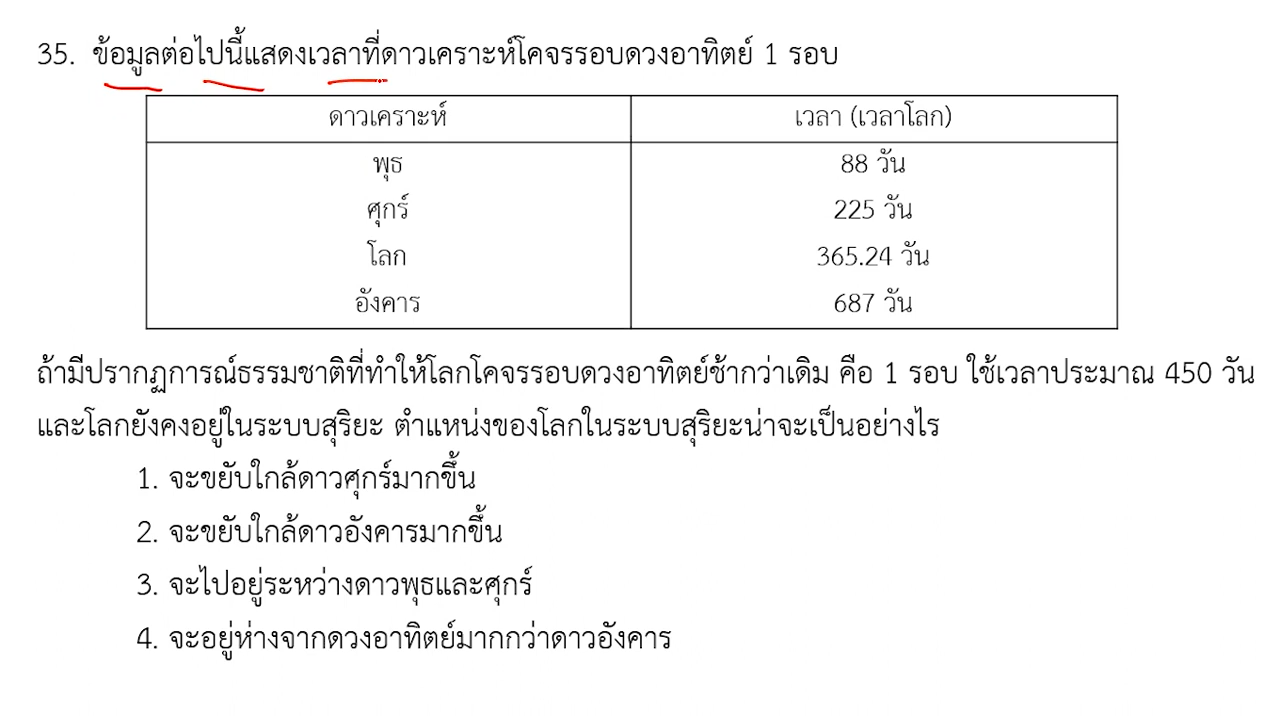 35. ข้อมูลต่อไปนี้แสดงเวลาที่ดาวเคราะห์โคจรรอบดวงอาทิตย์ 1 รอบ
ดาวเคราะห์ เวลา (เวลาโลก)
พุธ 88 วัน
ศุกร์ 225 วัน
โลก 365.24 วัน
อังคาร 687 วัน
ถ้ามีปรากฏการณ์ธรรมชาติที่ทำให้โลกโคจรรอบดวงอาทิตย์ช้ากว่าเดิม คือ 1 รอบ ใช้เวลาประมาณ 450 วัน
และโลกยังคงอยู่ในระบบสุริยะ ตำแหน่งของโลกในระบบสุริยะน่าจะเป็นอย่างไร
1. จะขยับใกล้ดาวศุกร์มากขึ้น
2. จะขยับใกล้ดาวอังคารมากขึ้น
3. จะไปอยู่ระหว่างดาวพุธและศุกร์
4. จะอยู่ห่างจากดวงอาทิตย์มากกว่าดาวอังคาร